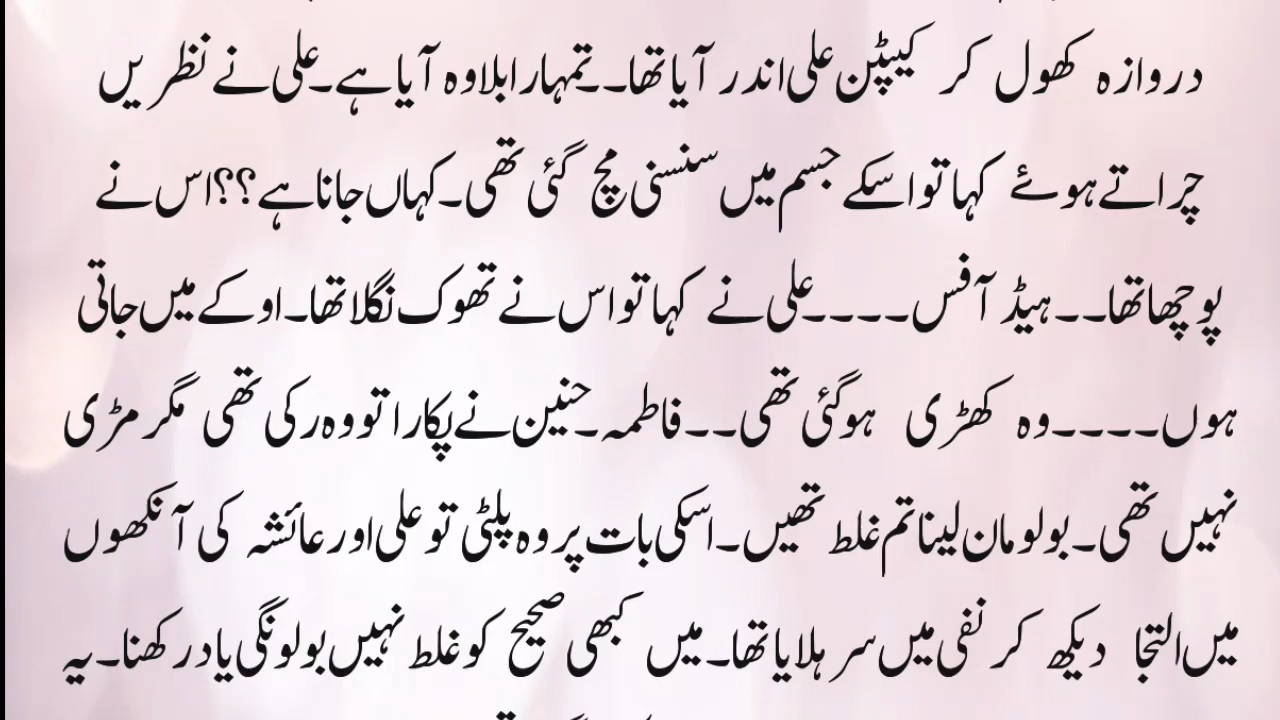 دروازہ کھول کر کیپٹن علی اندر آیا تھا۔۔تمہارا بلاوہ آیا ہے۔علی نے نظریں
چراتے ہوئے کہا تو اسکے جسم میں سنسنی مچ گئی تھی۔کہاں جانا ہے؟؟اس نے
پوچھا تھا۔۔ہیڈ آفس۔۔۔۔علی نے کہا تو اس نے تھوک نگلا تھا۔اوکے میں جاتی
ہوں۔۔۔۔وہ کھڑی ہوگئی تھی۔۔فاطمہ۔حنین نے پکارا تو وہ رکی تھی مگر مڑی
نہیں تھی۔بولو مان لینا تم غلط تھیں۔اسکی بات پر وہ پلٹی تو علی اور عائشہ کی آنکھوں
میں التجا دیکھ کر نفی میں سر ہلایا تھا۔میں کبھی صحیح کو غلط نہیں بولونگی یاد رکھنا۔یہ